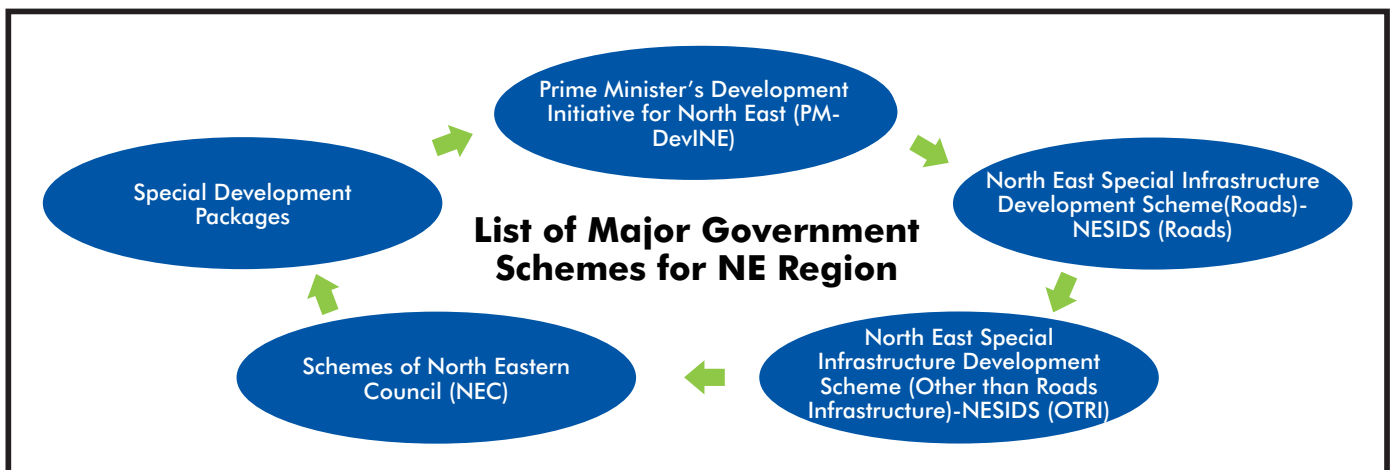 Prime Minister's Development
Initiative for North East (PM-
DevINE)
North East Special Infrastructure
Development Scheme(Roads)-
NESIDS (Roads)
North East Special
Infrastructure Development
Scheme (Other than Roads
Infrastructure)-NESIDS (OTRI)
Schemes of North Eastern
Council (NEC)
Special Development
Packages
List of Major Government
Schemes for NE Region